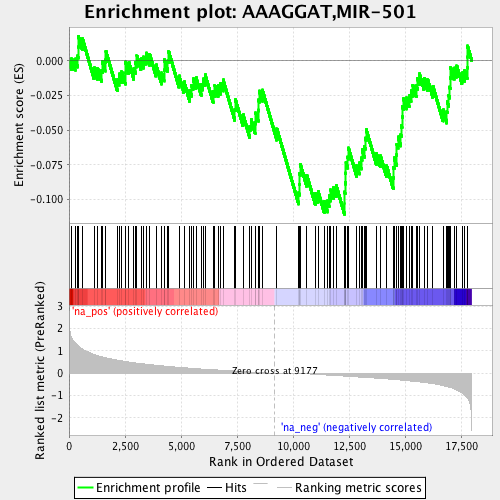 Enrichment plot: AAAGGAT,MIR-501
Enrichment score (ES)
0.000
-0.025
-0.050
-0.075
-0.100
'na_pos' (positively correlated)
Ranked list metric (PreRanked)
3
2
1
0
-1
-2
Zero cross at 9177
'na_neg' (negatively correlated)
0
2,500
5,000
7,500
10,000
12,500
15,000
17,500
Rank in Ordered Dataset
Enrichment profile
Hits
Ranking metric scores